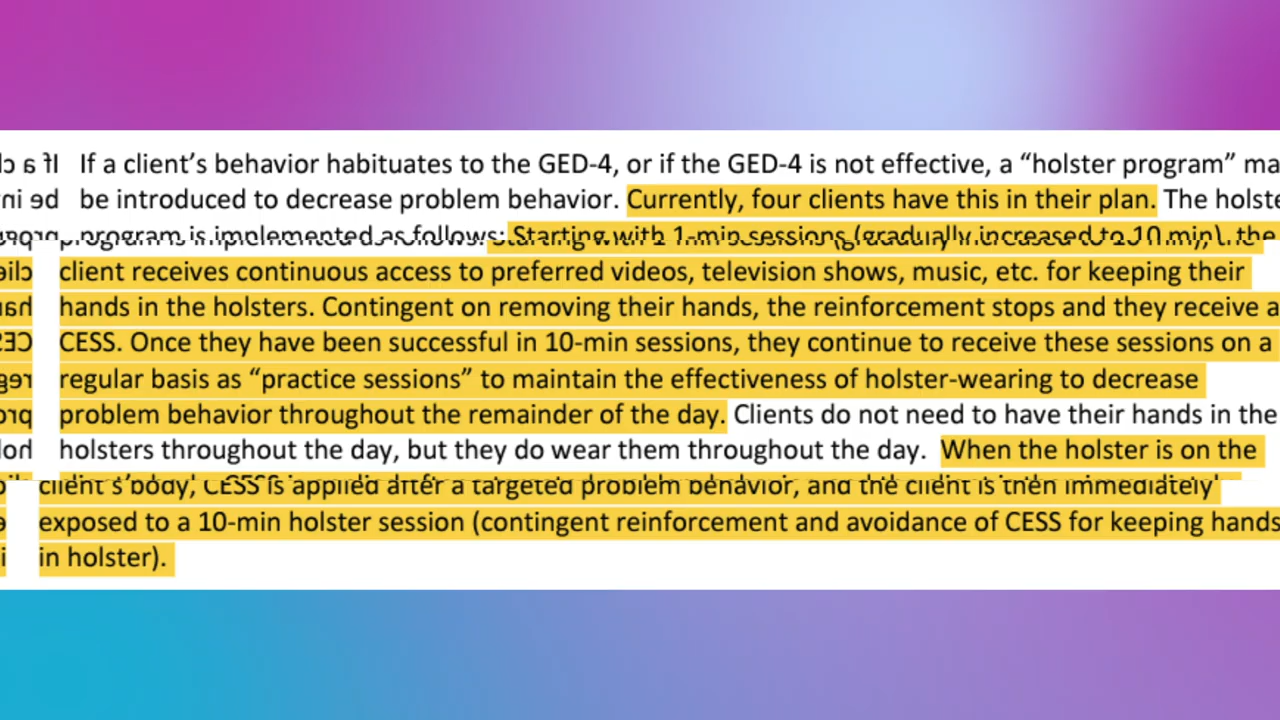 If a client's behavior habituates to the GED-4, or if the GED-4 is not effective, a “holster program” ma
be introduced to decrease problem behavior. Currently, four clients have this in their plan. The holste
program is implemented as follows: Starting with 1-min sessions (gradually increased to 10 min), the
client receives continuous access to preferred videos, television shows, music, etc. for keeping their
hands in the holsters. Contingent on removing their hands, the reinforcement stops and they receive a
CESS. Once they have been successful in 10-min sessions, they continue to receive these sessions on a
regular basis as “practice sessions” to maintain the effectiveness of holster-wearing to decrease
problem behavior throughout the remainder of the day. Clients do not need to have their hands in the
holsters throughout the day, but they do wear them throughout the day. When the holster is on the
client's body, CESS is applied after a targeted problem behavior, and the client is then immediately
exposed to a 10-min holster session (contingent reinforcement and avoidance of CESS for keeping hands
in holster).